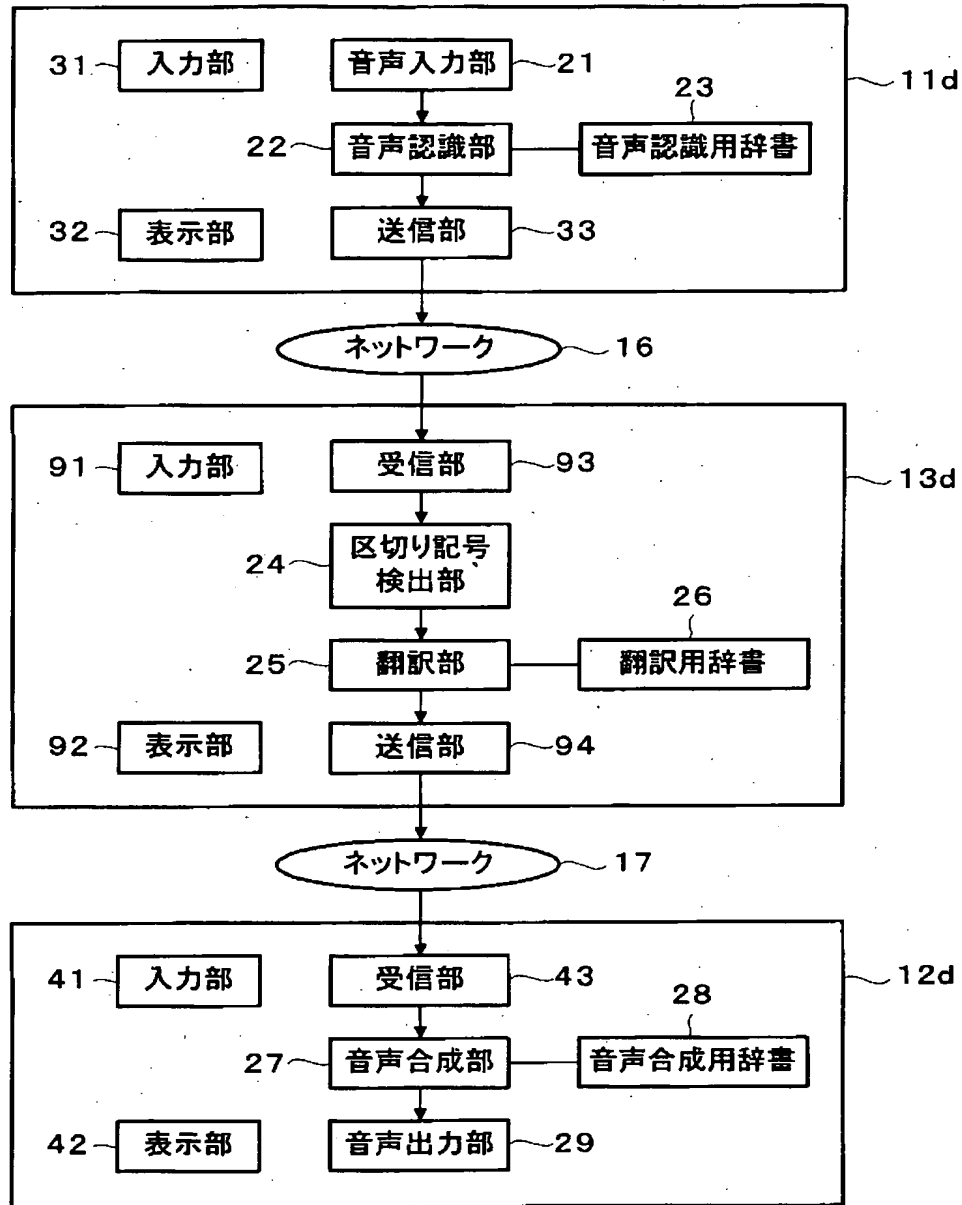 31 入力部 音声入力部 21
11d
23
22 音声認識部 音声認識用辞書
32 表示部 送信部 33
ネットワーク 16
91 入力部 受信部 93
13d
24 区切り記号
検出部
26
25 翻訳部 翻訳用辞書
92 表示部 送信部 94
ネットワーク 17
41 入力部 受信部 43
12d
28
27 音声合成部 音声合成用辞書
42 表示部 音声出力部 29